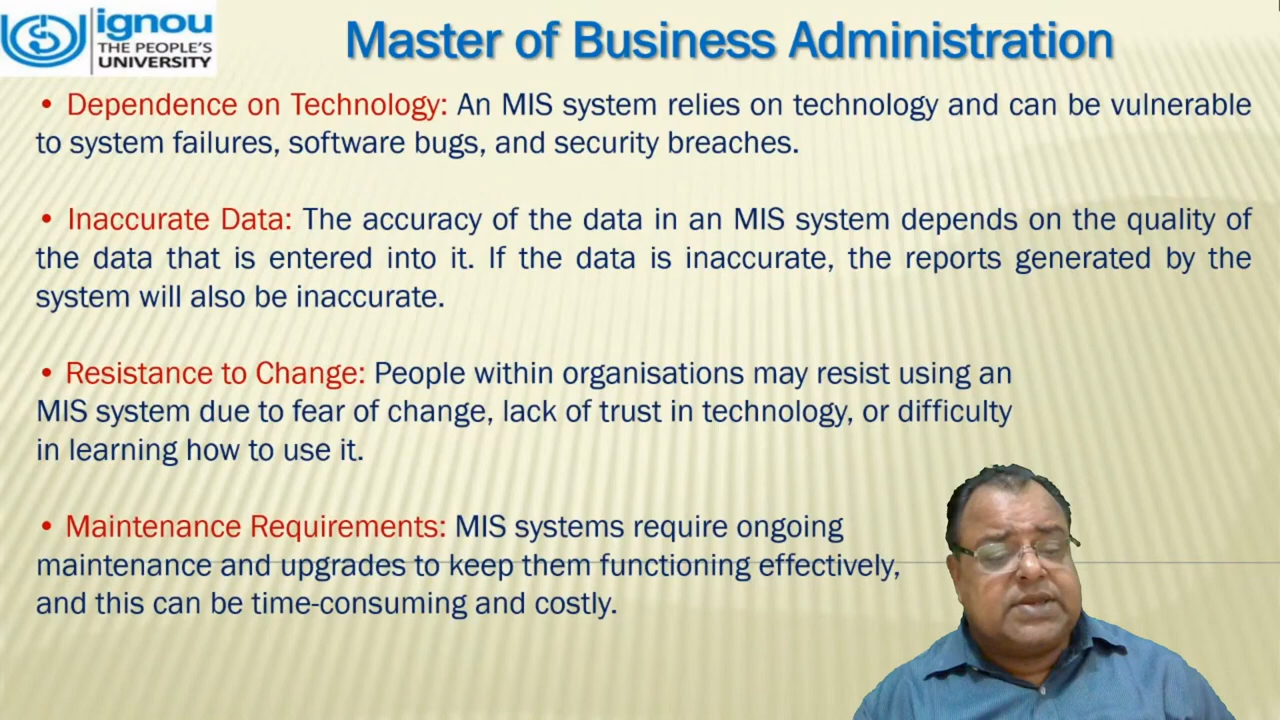 ignou
THE PEOPLE'S
UNIVERSITY
Master of Business Administration
• Dependence on Technology: An MIS system relies on technology and can be vulnerable
to system failures, software bugs, and security breaches.
• Inaccurate Data: The accuracy of the data in an MIS system depends on the quality of
the data that is entered into it. If the data is inaccurate, the reports generated by the
system will also be inaccurate.
• Resistance to Change: People within organisations may resist using an
MIS system due to fear of change, lack of trust in technology, or difficulty
in learning how to use it.
• Maintenance Requirements: MIS systems require ongoing
maintenance and upgrades to keep them functioning effectively,
and this can be time-consuming and costly.